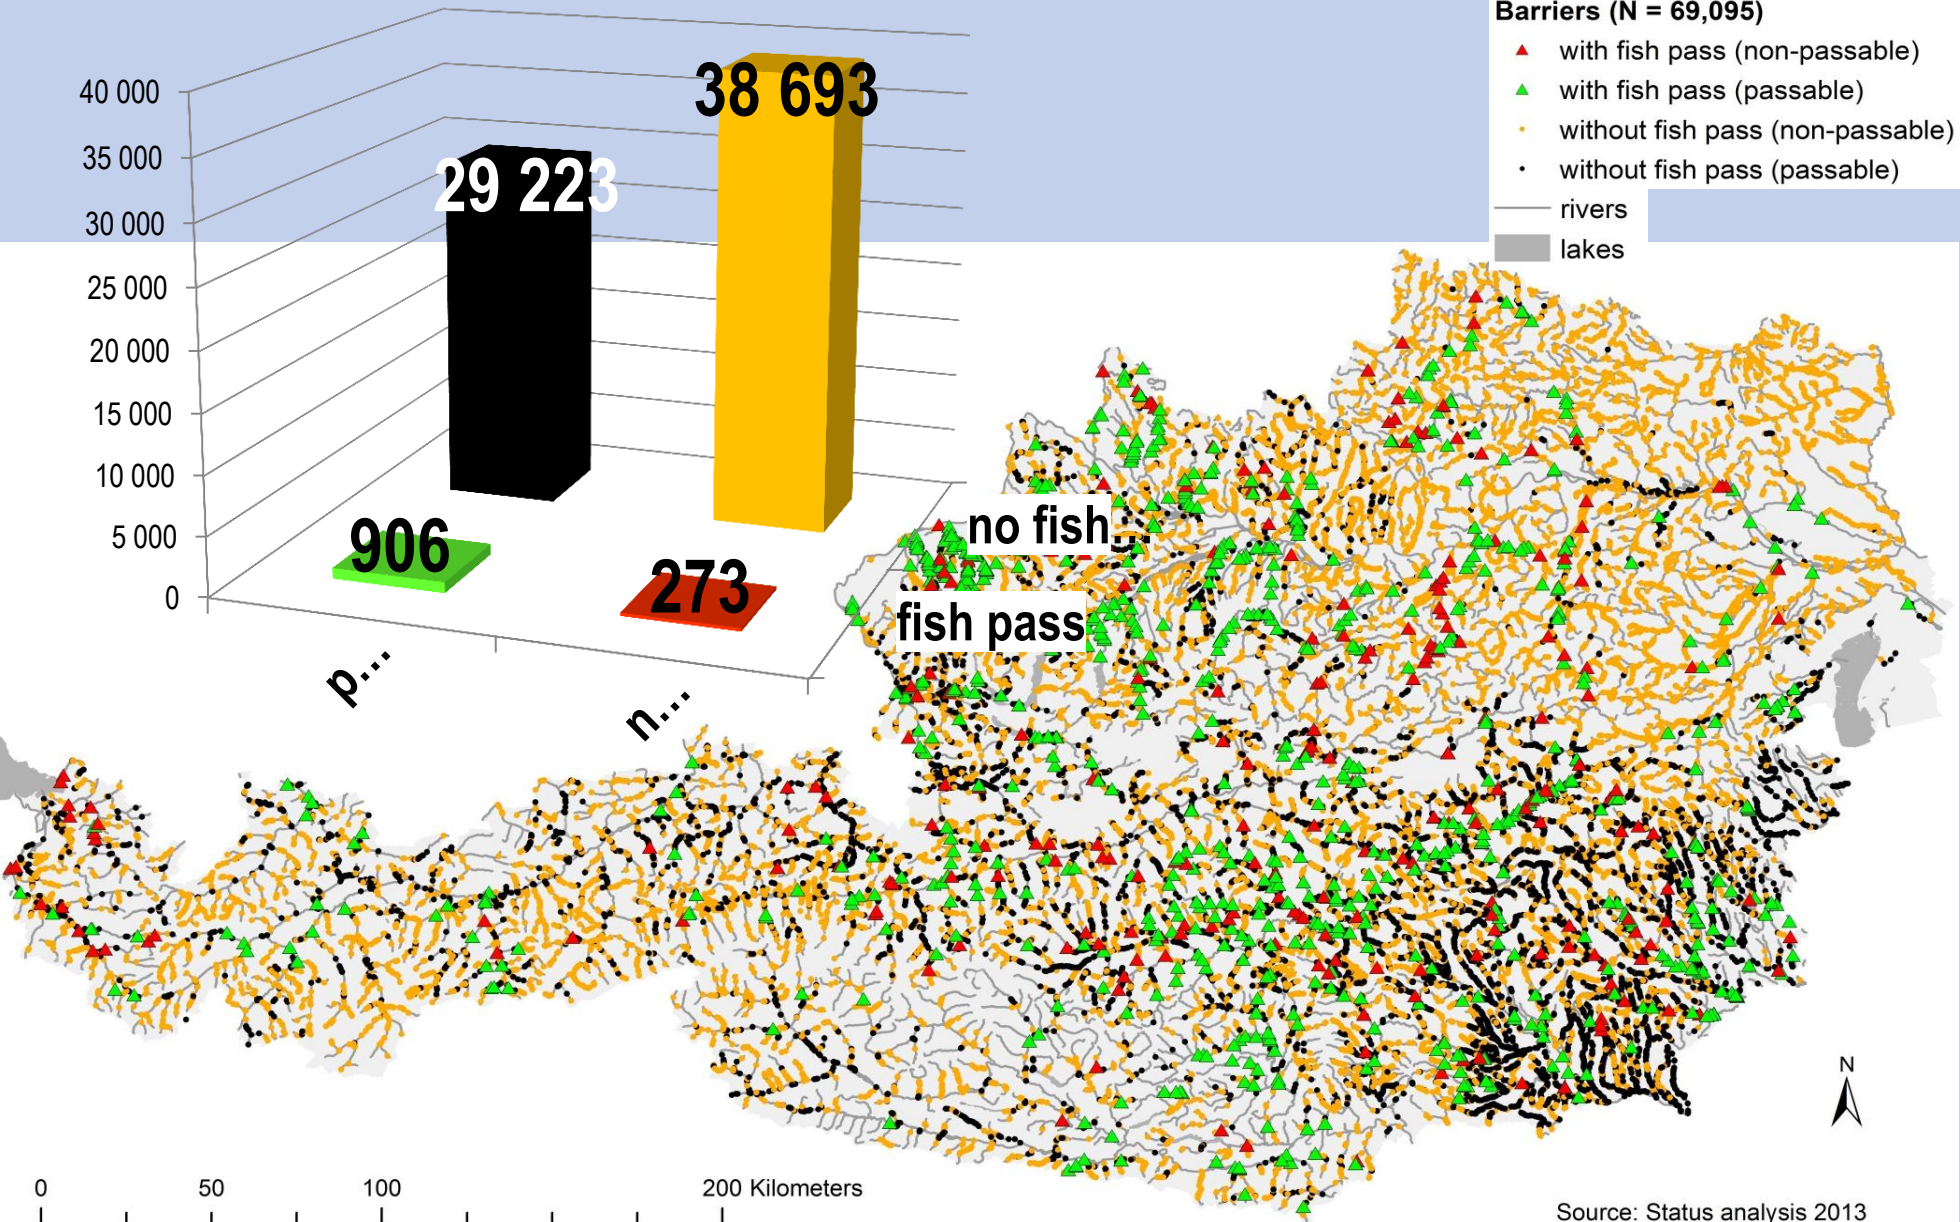 Barriers (N = 69,095)
with fish pass (non-passable)
with fish pass (passable)
without fish pass (non-passable)
without fish pass (passable)
rivers
lakes
40 000
35 000
30 000
25 000
20 000
15 000
10 000
5 000
0
38 693
29 223
906
273
no fish...
fish pass
p...
n...
N
0 50 100 200 Kilometers
Source: Status analysis 2013